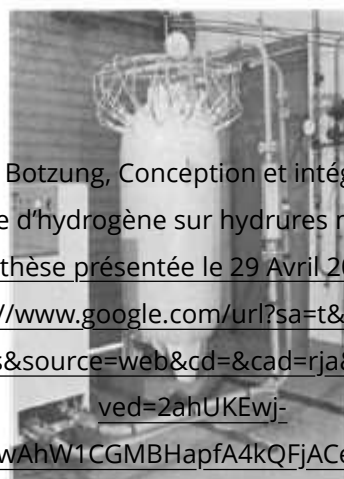 Botzung, Conception et intég
e d'hydrogène sur hydrures
thèse présentée le 29 Avril 20
//www.google.com/url?sa=t&
s&source=web&cd=&cad=rja&
ved=2ahUKEwj-
wAhW1CGMBHapfA4kQFjACe